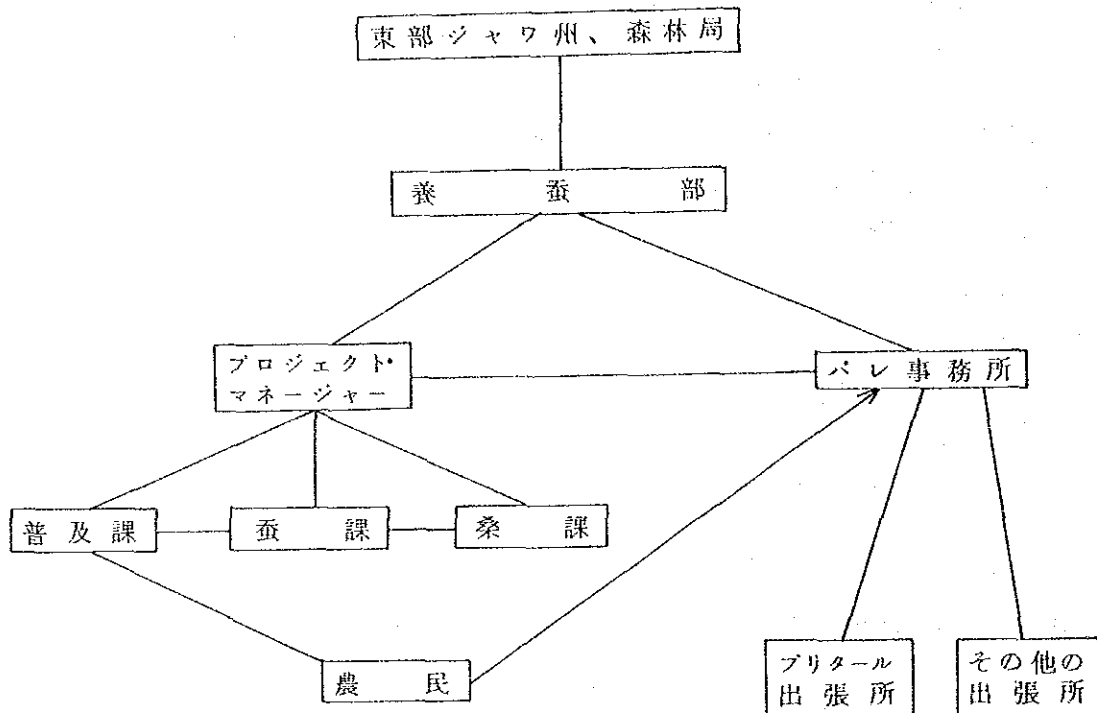 東部ジャワ州、森林局
養蚕部
プロジェクト・
マネージャー
パレ事務所
普及課
蚕課
桑課
農民
ブリタール
出張所
その他の
出張所